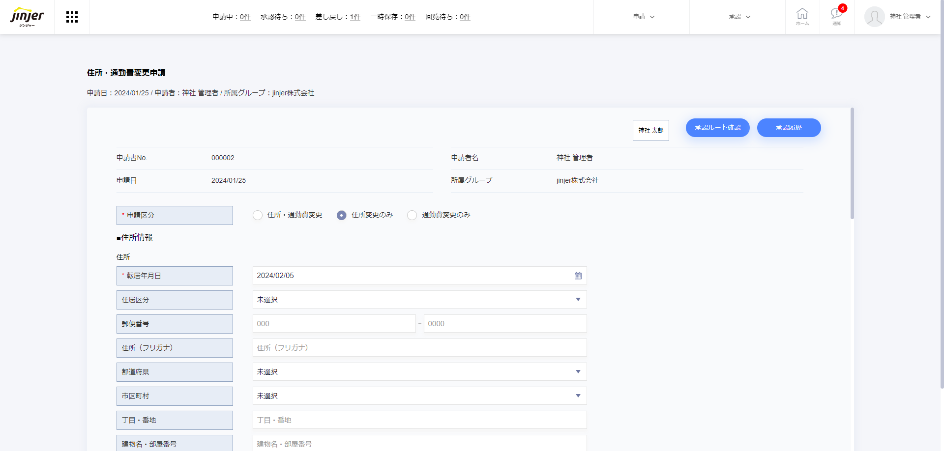 jinjer
ジンジャー
申請中：0件 承認待ち：0件 差し戻し：1件 一時保存：0件 回覧待ち：0件
申請
承認
ホーム
通知
4
神社 管理者
住所・通勤費変更申請
申請日：2024/01/25 / 申請者：神社 管理者 / 所属グループ：jinjer株式会社
神社 太郎
承認ルート確認
承認履歴
申請書No 000002 申請者名 神社 管理者
申請日 2024/01/25 所属グループ jinjer株式会社
* 申請区分 住所・通勤費変更 住所変更のみ 通勤費変更のみ
■住所情報
住所
* 転居年月日 2024/02/05
住居区分 未選択
郵便番号 000 - 0000
住所（フリガナ） 住所（フリガナ）
都道府県 未選択
市区町村 未選択
丁目・番地 丁目・番地
建物名・部屋番号 建物名・部屋番号